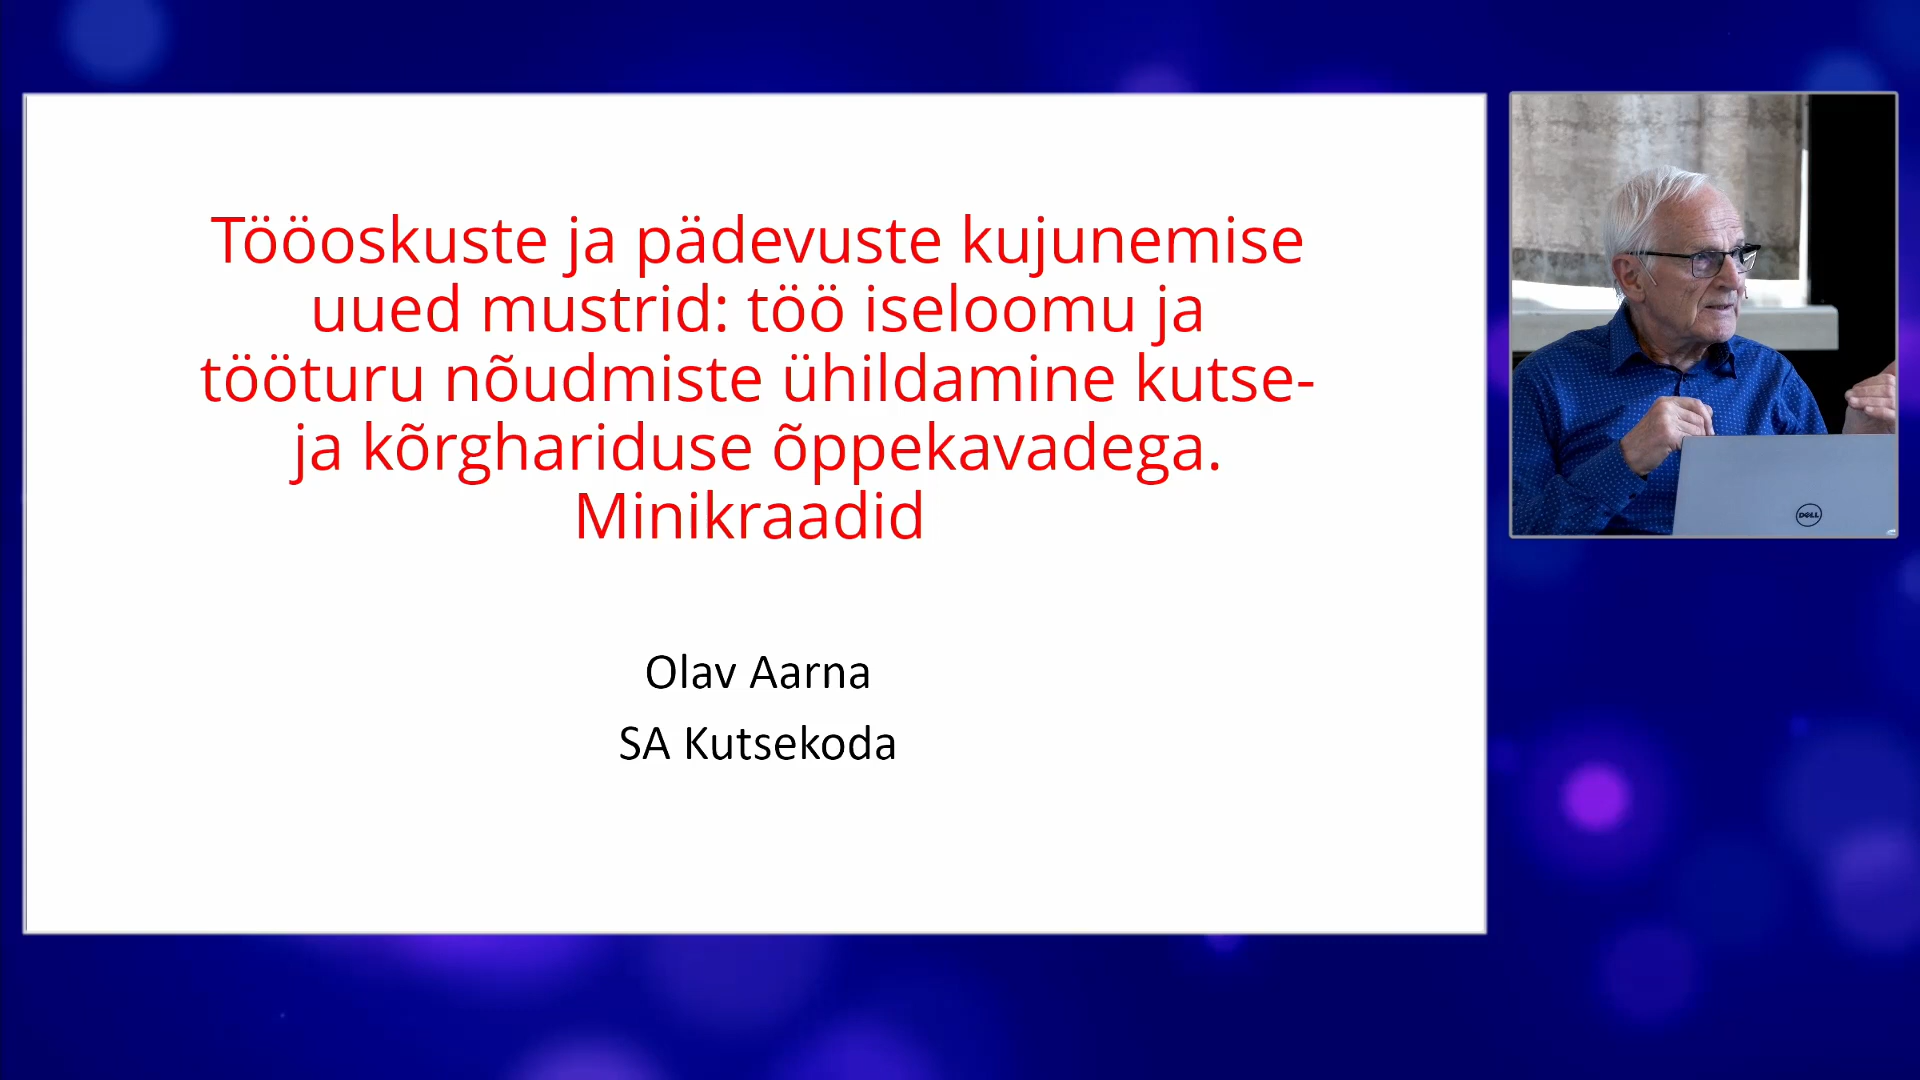 Tööoskuste ja pädevuste kujunemise
uued mustrid: töö iseloomu ja
tööturu nõudmiste ühildamine kutse-
ja kõrghariduse õppekavadega.
Minikraadid
Olav Aarna
SA Kutsekoda
DELL